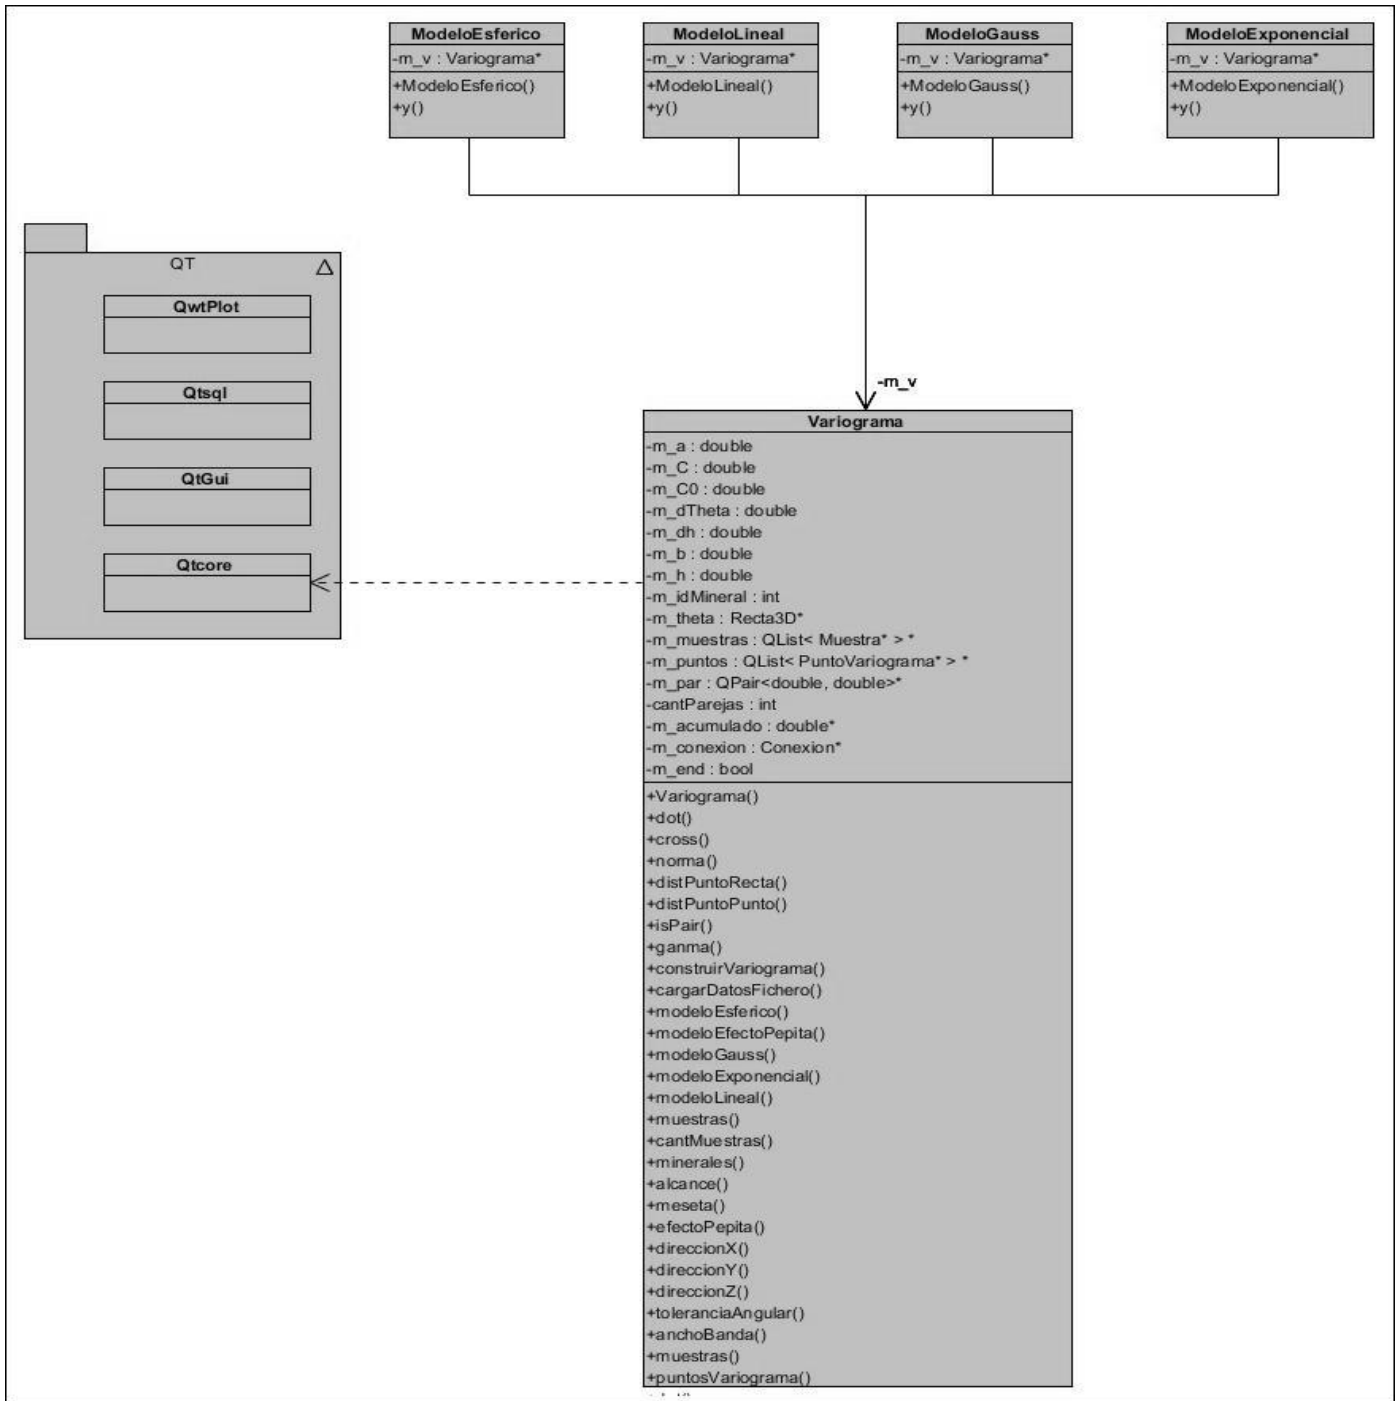 ModeloEsferico
-m_v : Variograma*
+ModeloEsferico()
+y()
ModeloLineal
-m_v : Variograma*
+ModeloLineal()
+y()
ModeloGauss
-m_v : Variograma*
+ModeloGauss()
+y()
ModeloExponencial
-m_v : Variograma*
+ModeloExponencial()
+y()
QT
QwtPlot
Qtsql
QtGui
Qtcore
-m_v
Variograma
-m_a : double
-m_C : double
-m_C0 : double
-m_dTheta : double
-m_dh : double
-m_b : double
-m_h : double
-m_idMineral : int
-m_theta : Recta3D*
-m_muestras : QList< Muestra* > *
-m_puntos : QList< PuntoVariograma* > *
-m_par : QPair<double, double>*
-cantParejas : int
-m_acumulado : double*
-m_conexion : Conexion*
-m_end : bool
+Variograma()
+dot()
+cross()
+norma()
+distPuntoRecta()
+distPuntoPunto()
+isPair()
+ganma()
+construirVariograma()
+cargarDatosFichero()
+modeloEsferico()
+modeloEfectoPepita()
+modeloGauss()
+modeloExponencial()
+modeloLineal()
+muestras()
+cantMuestras()
+minerales()
+alcance()
+meseta()
+efectoPepita()
+direccionX()
+direccionY()
+direccionZ()
+toleranciaAngular()
+anchoBanda()
+muestras()
+puntosVariograma()